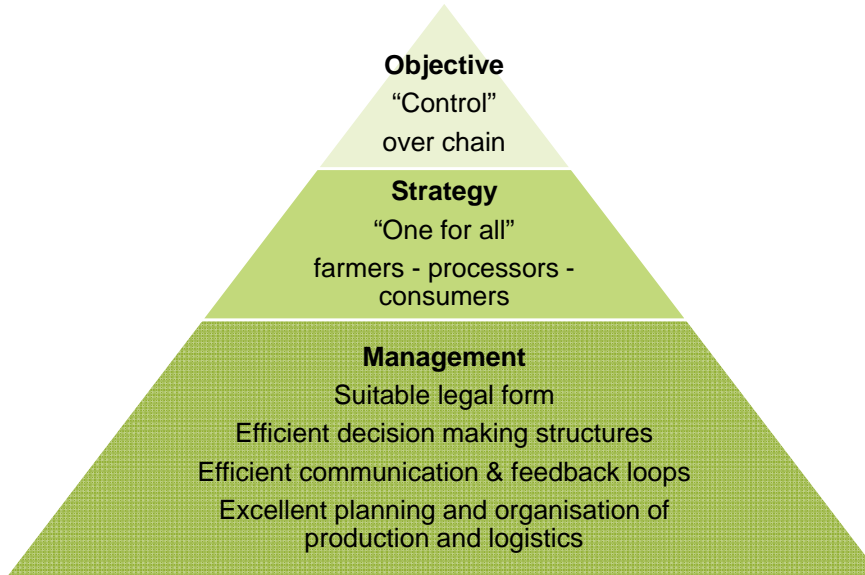 Objective
“Control”
over chain
Strategy
“One for all”
farmers - processors -
consumers
Management
Suitable legal form
Efficient decision making structures
Efficient communication & feedback loops
Excellent planning and organisation of
production and logistics